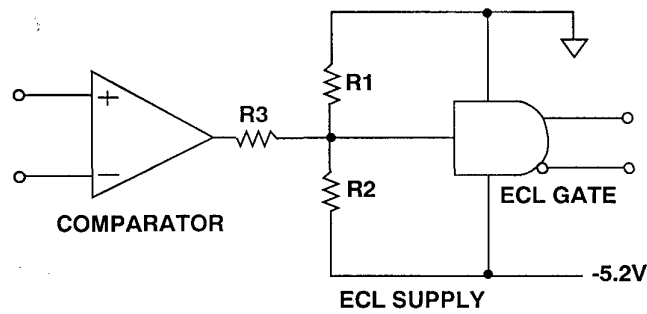 R1
R3
+
−
R2
COMPARATOR
ECL GATE
-5.2V
ECL SUPPLY